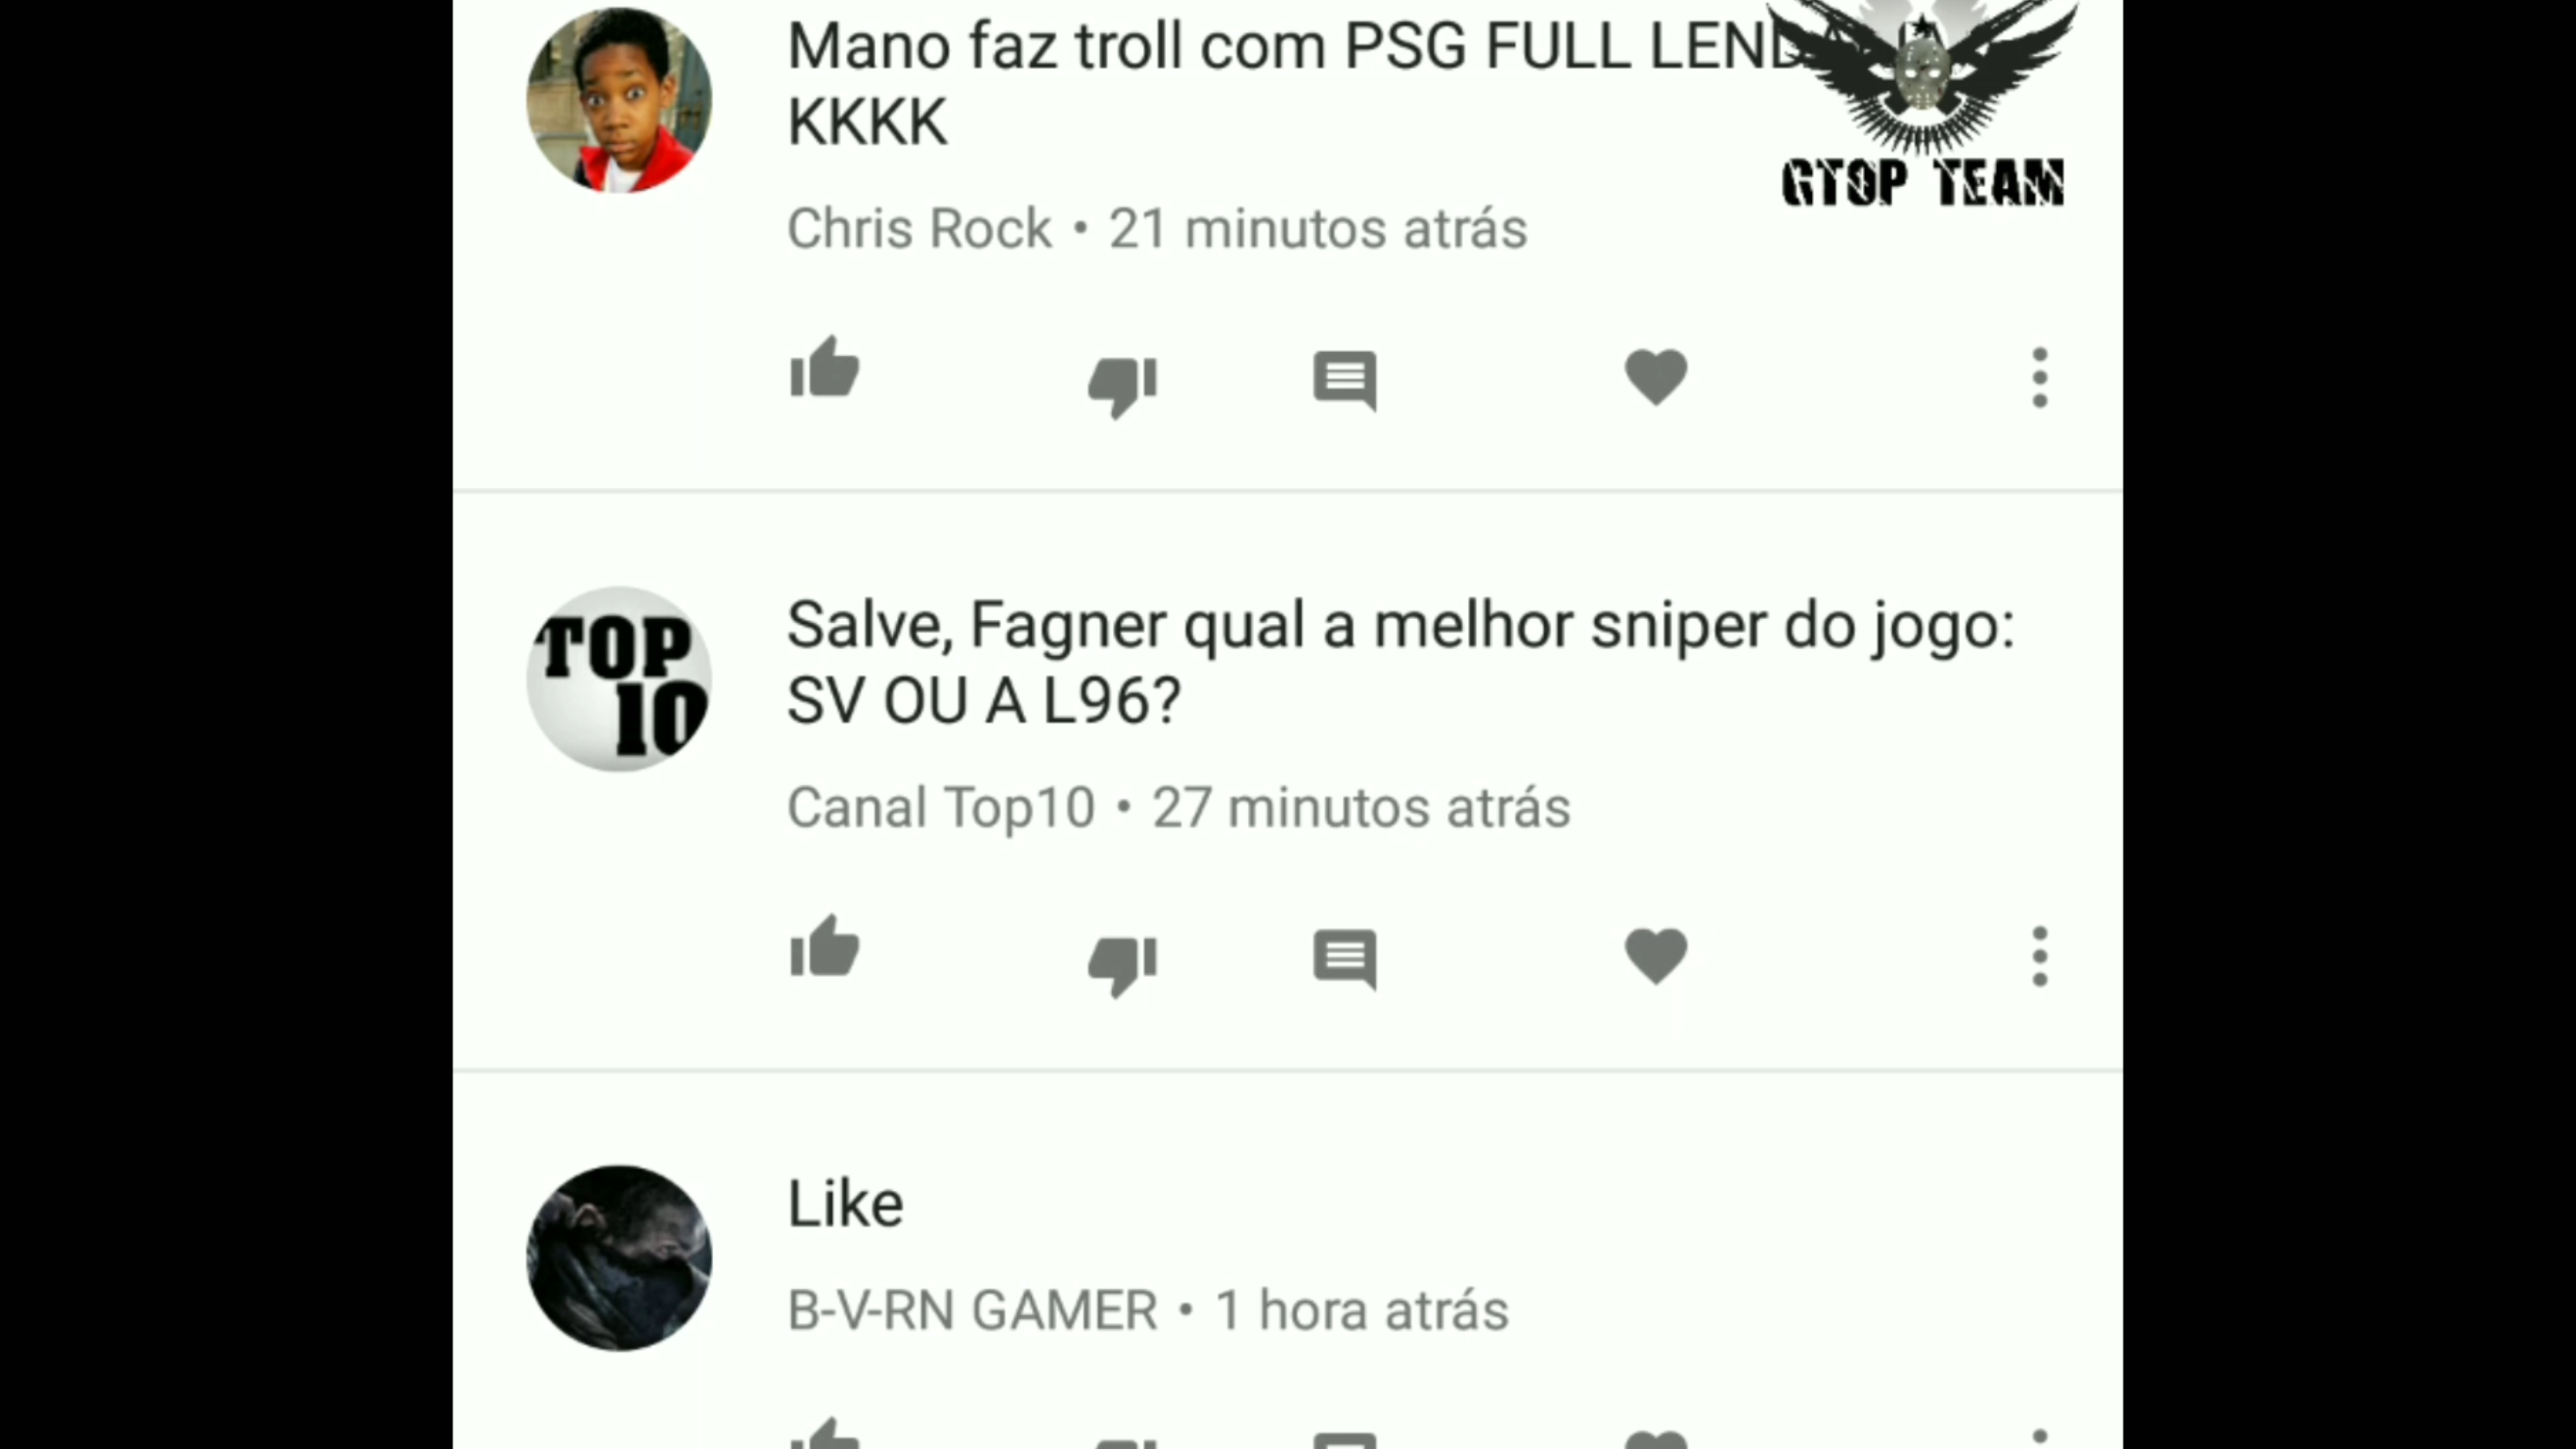 Mano faz troll com PSG FULL
KKKK
GTOP TEAM
Chris Rock • 21 minutos atrás
TOP
10
Salve, Fagner qual a melhor sniper do jogo:
SV OU A L96?
Canal Top10 • 27 minutos atrás
Like
B-V-RN GAMER • 1 hora atrás